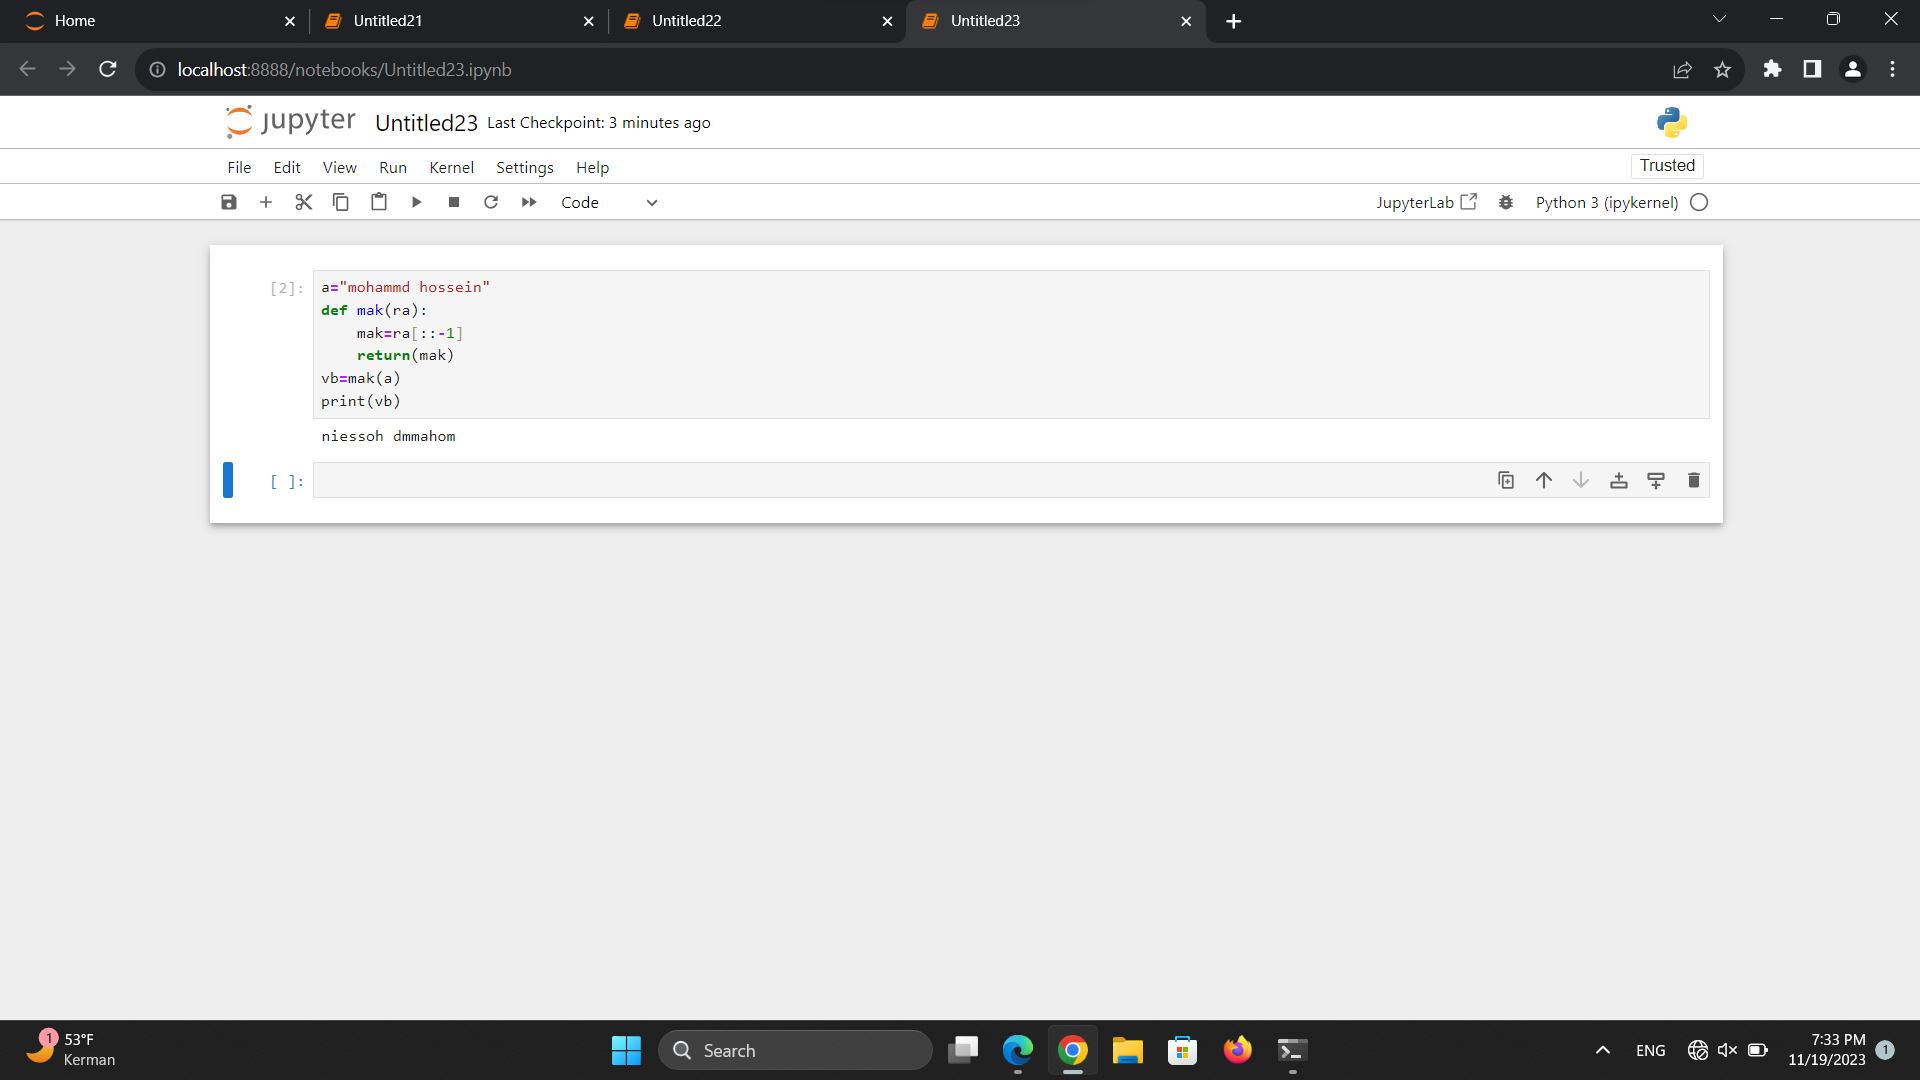 Home
Untitled21
Untitled22
Untitled23
localhost:8888/notebooks/Untitled23.ipynb
jupyter Untitled23 Last Checkpoint: 3 minutes ago
File Edit View Run Kernel Settings Help
Trusted
Code
JupyterLab
Python 3 (ipykernel)
[2]:
a="mohammd hossein"
def mak(ra):
    mak=ra[::-1]
    return(mak)
vb=mak(a)
print(vb)
niessoh dmmahom
[ ]:
1
53°F
Kerman
Search
ENG
7:33 PM
11/19/2023
1